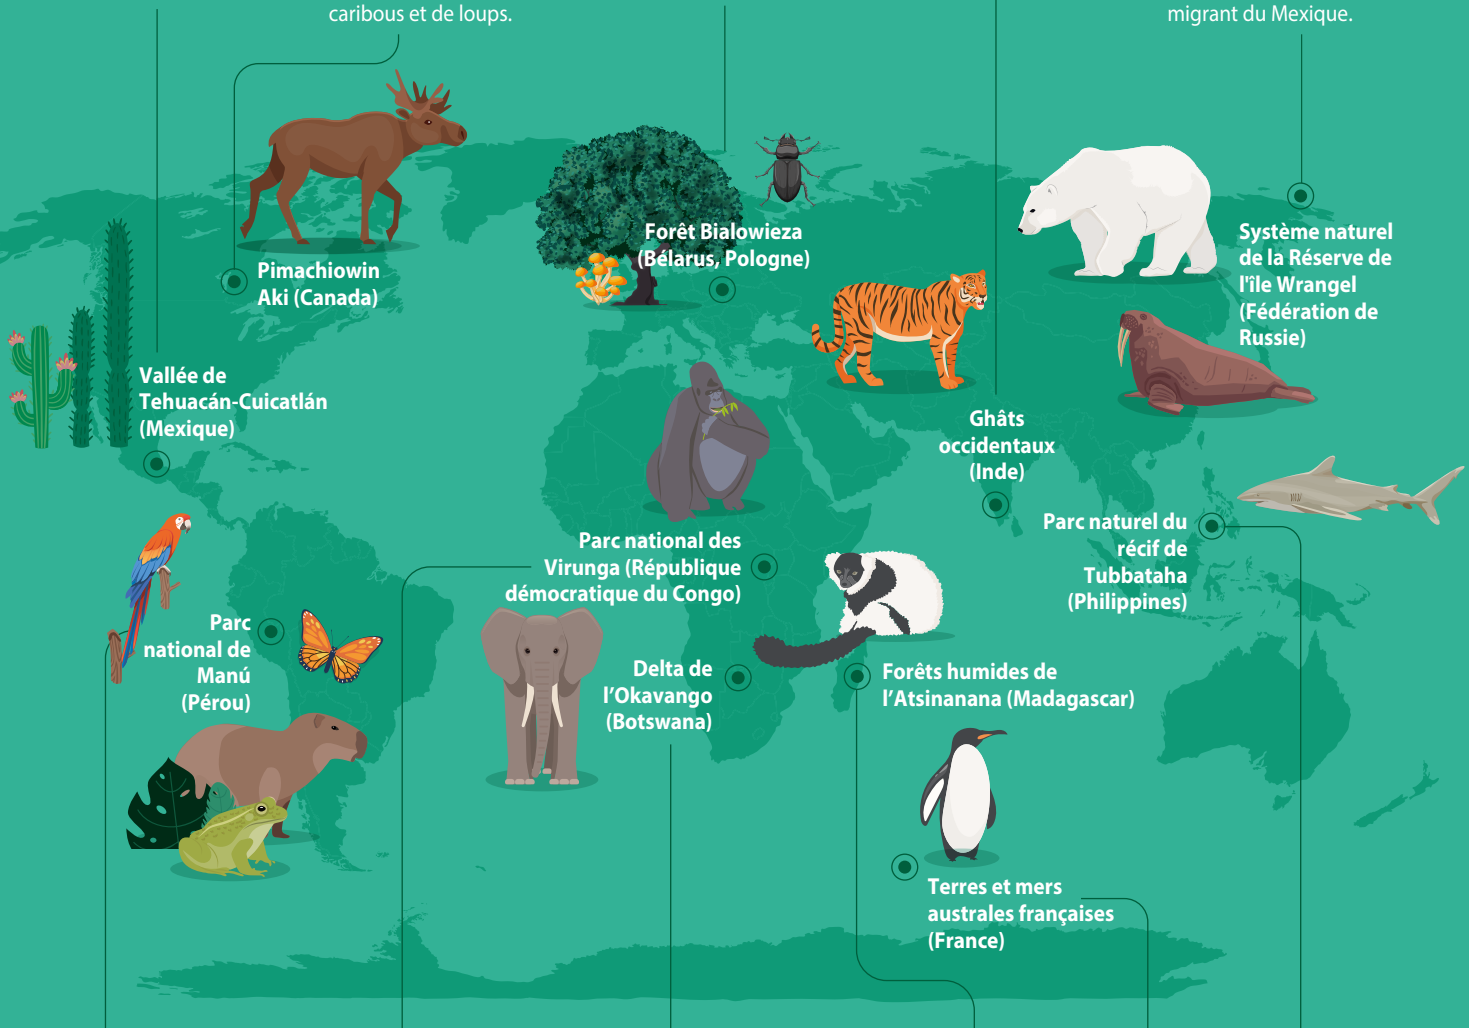 caribous et de loups.
migrant du Mexique.
Pimachiowin
Aki (Canada)
Forêt Bialowieza
(Bélarus, Pologne)
Système naturel
de la Réserve de
l'île Wrangel
(Fédération de
Russie)
Vallée de
Tehuacán-Cuicatlán
(Mexique)
Ghâts
occidentaux
(Inde)
Parc naturel du
récif de
Tubbataha
(Philippines)
Parc national des
Virunga (République
démocratique du Congo)
Parc
national de
Manú
(Pérou)
Delta de
l’Okavango
(Botswana)
Forêts humides de
l’Atsinanana (Madagascar)
Terres et mers
australes françaises
(France)